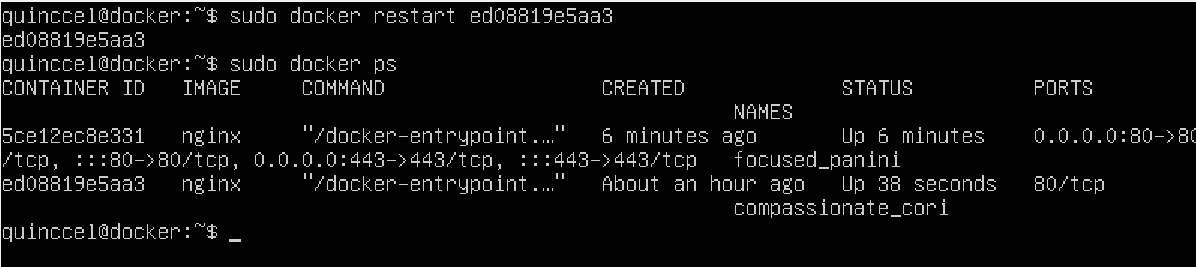 quinccel@docker:~$ sudo docker restart ed08819e5aa3
ed08819e5aa3
quinccel@docker:~$ sudo docker ps
CONTAINER ID   IMAGE     COMMAND                  CREATED             STATUS          PORTS
                                                             NAMES
5ce12ec8e331   nginx     "/docker-entrypoint.…"   6 minutes ago       Up 6 minutes    0.0.0.0:80->80
/tcp, :::80->80/tcp, 0.0.0.0:443->443/tcp, :::443->443/tcp   focused_panini
ed08819e5aa3   nginx     "/docker-entrypoint.…"   About an hour ago   Up 38 seconds   80/tcp
                                                             compassionate_cori
quinccel@docker:~$ _